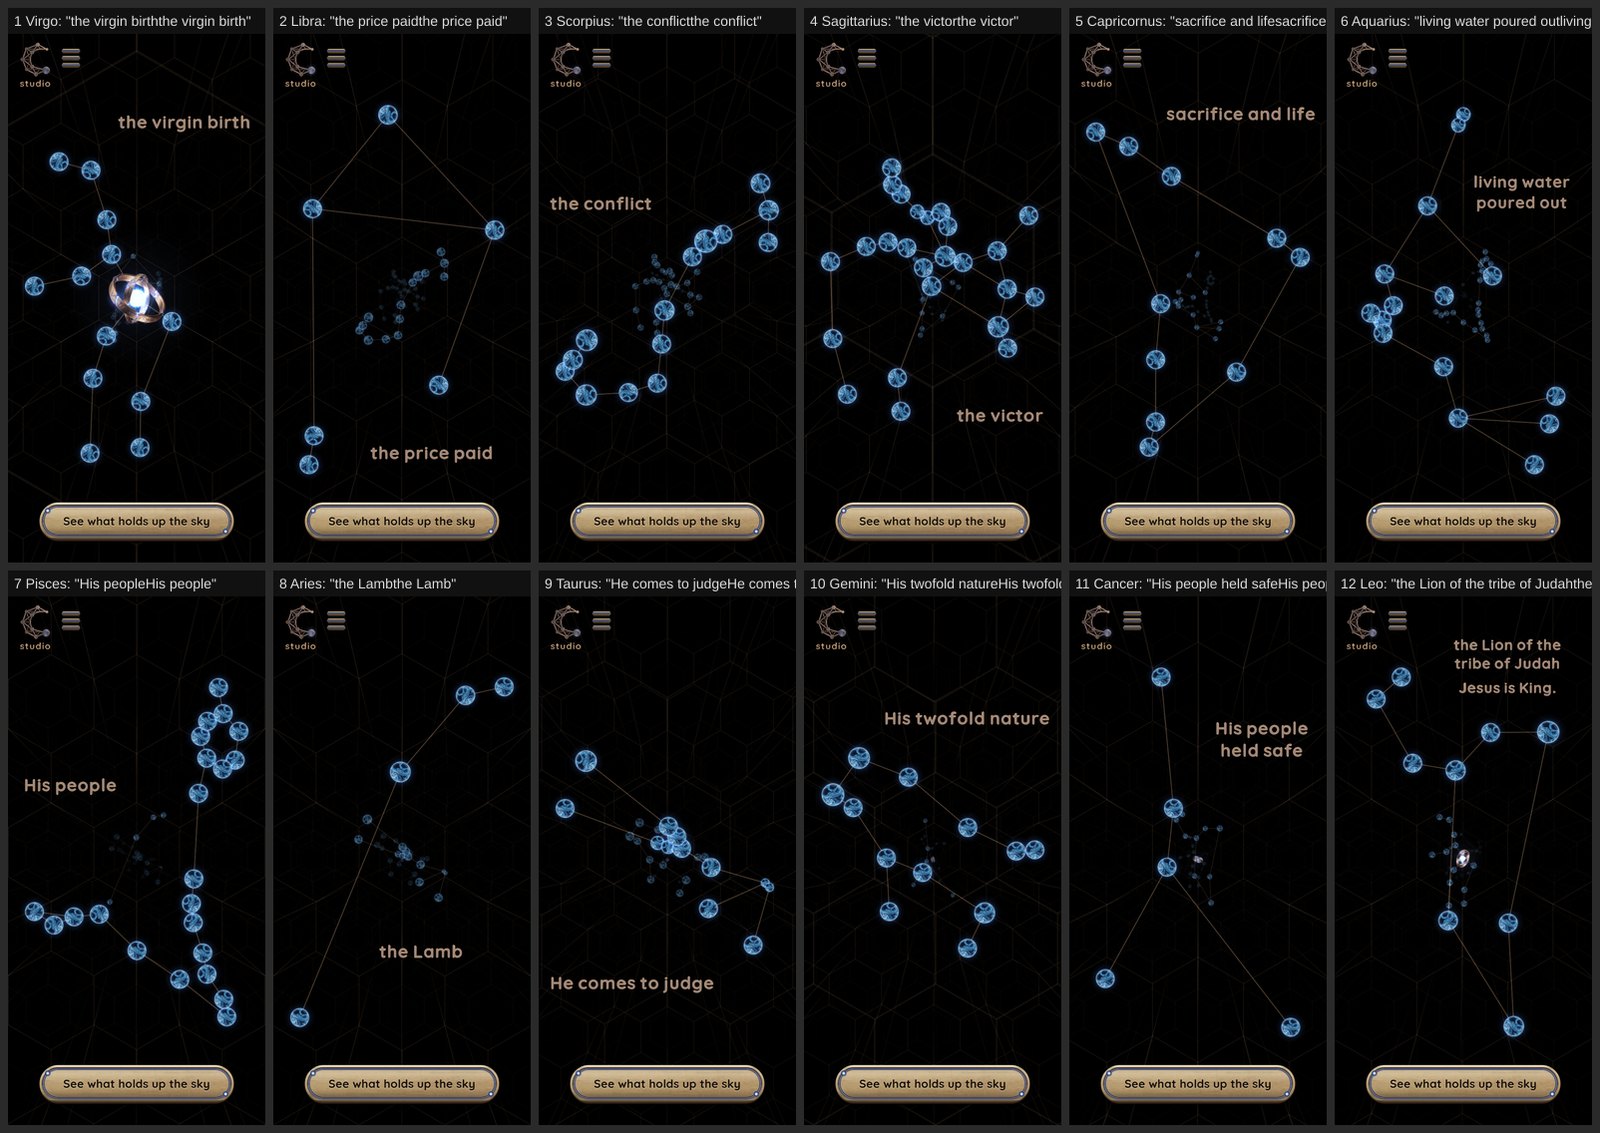 1 Virgo: "the virgin birththe virgin birth"
studio
the virgin birth
See what holds up the sky
2 Libra: "the price paidthe price paid"
studio
the price paid
See what holds up the sky
3 Scorpius: "the conflictthe conflict"
studio
the conflict
See what holds up the sky
4 Sagittarius: "the victorthe victor"
studio
the victor
See what holds up the sky
5 Capricornus: "sacrifice and lifesacrifice
studio
sacrifice and life
See what holds up the sky
6 Aquarius: "living water poured outliving
studio
living water
poured out
See what holds up the sky
7 Pisces: "His peopleHis people"
studio
His people
See what holds up the sky
8 Aries: "the Lambthe Lamb"
studio
the Lamb
See what holds up the sky
9 Taurus: "He comes to judgeHe comes t
studio
He comes to judge
See what holds up the sky
10 Gemini: "His twofold natureHis twofol
studio
His twofold nature
See what holds up the sky
11 Cancer: "His people held safeHis peop
studio
His people
held safe
See what holds up the sky
12 Leo: "the Lion of the tribe of Judahthe
studio
the Lion of the
tribe of Judah
Jesus is King.
See what holds up the sky